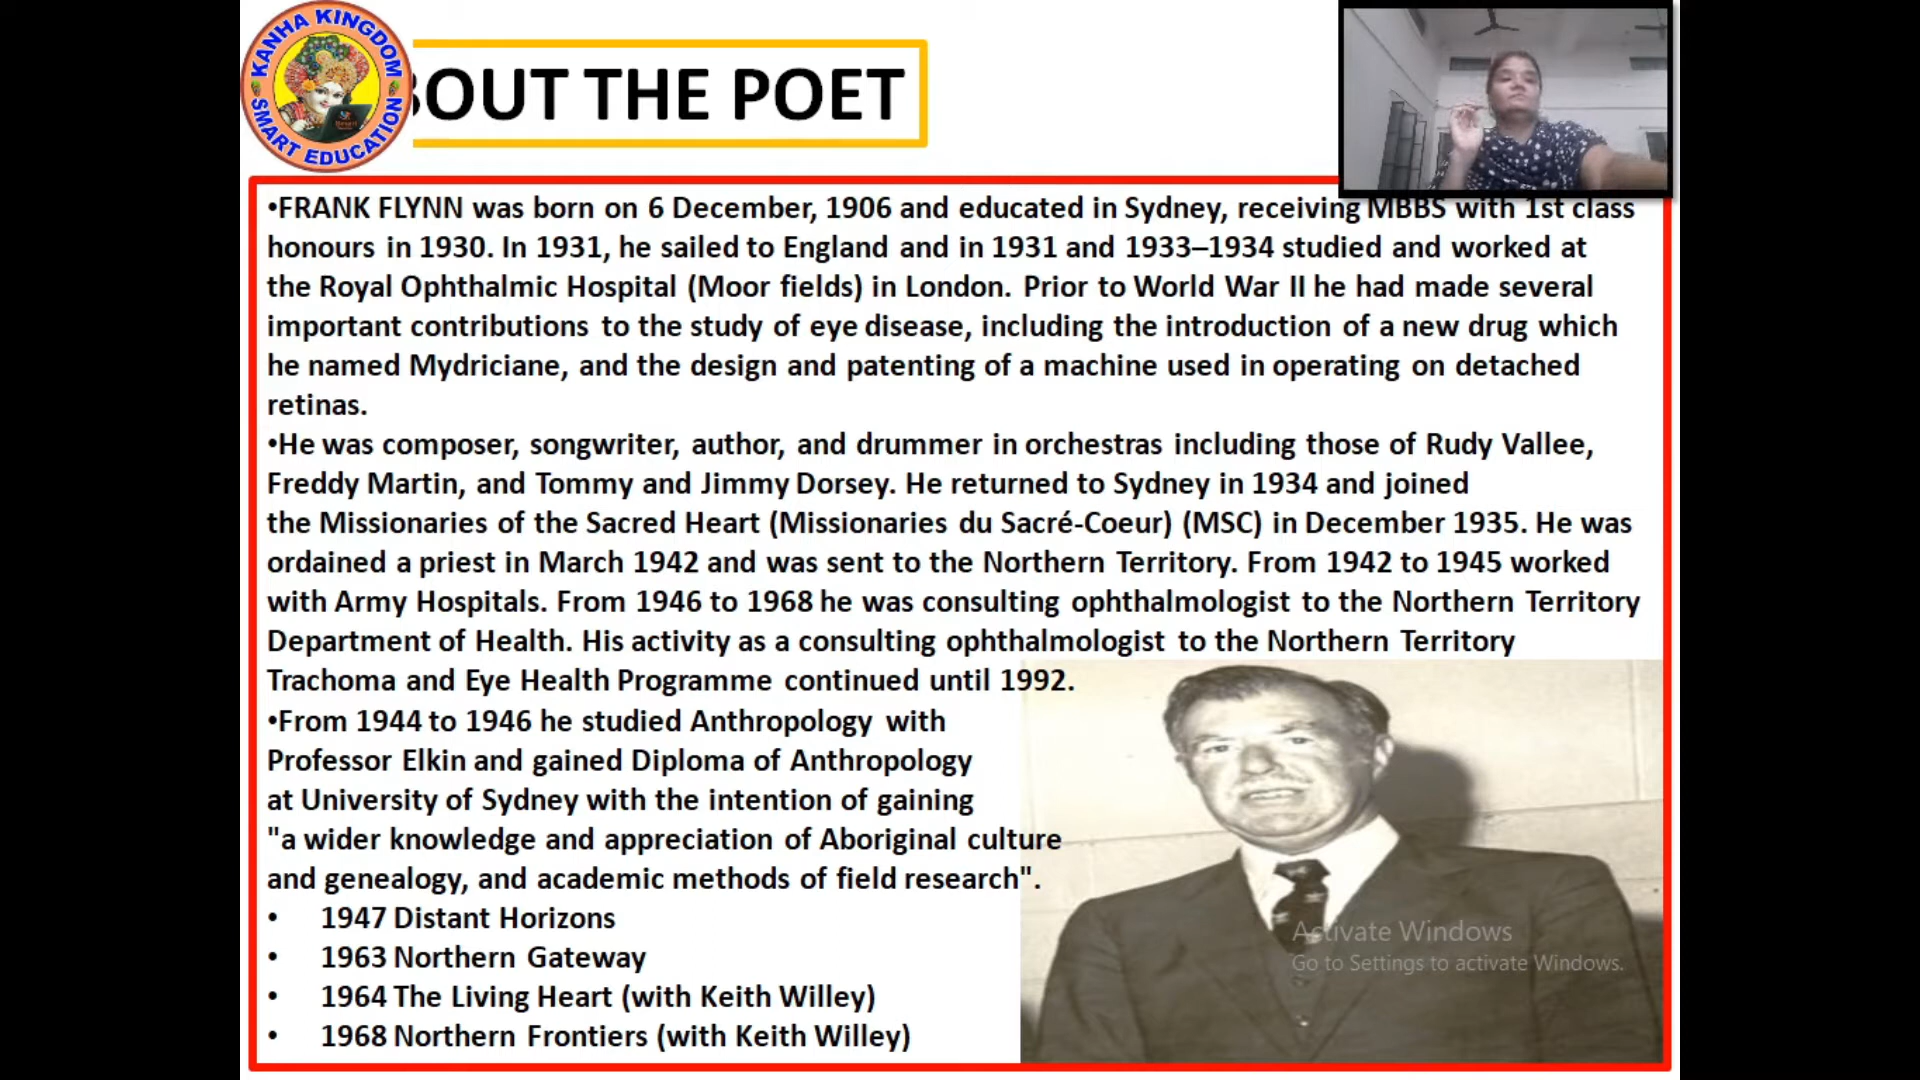 KANHA KINGDOM
SMART EDUCATION
BOUT THE POET
•FRANK FLYNN was born on 6 December, 1906 and educated in Sydney, receiving MBBS with 1st class
honours in 1930. In 1931, he sailed to England and in 1931 and 1933–1934 studied and worked at
the Royal Ophthalmic Hospital (Moor fields) in London. Prior to World War II he had made several
important contributions to the study of eye disease, including the introduction of a new drug which
he named Mydriciane, and the design and patenting of a machine used in operating on detached
retinas.
•He was composer, songwriter, author, and drummer in orchestras including those of Rudy Vallee,
Freddy Martin, and Tommy and Jimmy Dorsey. He returned to Sydney in 1934 and joined
the Missionaries of the Sacred Heart (Missionaries du Sacré-Coeur) (MSC) in December 1935. He was
ordained a priest in March 1942 and was sent to the Northern Territory. From 1942 to 1945 worked
with Army Hospitals. From 1946 to 1968 he was consulting ophthalmologist to the Northern Territory
Department of Health. His activity as a consulting ophthalmologist to the Northern Territory
Trachoma and Eye Health Programme continued until 1992.
•From 1944 to 1946 he studied Anthropology with
Professor Elkin and gained Diploma of Anthropology
at University of Sydney with the intention of gaining
"a wider knowledge and appreciation of Aboriginal culture
and genealogy, and academic methods of field research".
• 1947 Distant Horizons
• 1963 Northern Gateway
• 1964 The Living Heart (with Keith Willey)
• 1968 Northern Frontiers (with Keith Willey)
Activate Windows
Go to Settings to activate Windows.